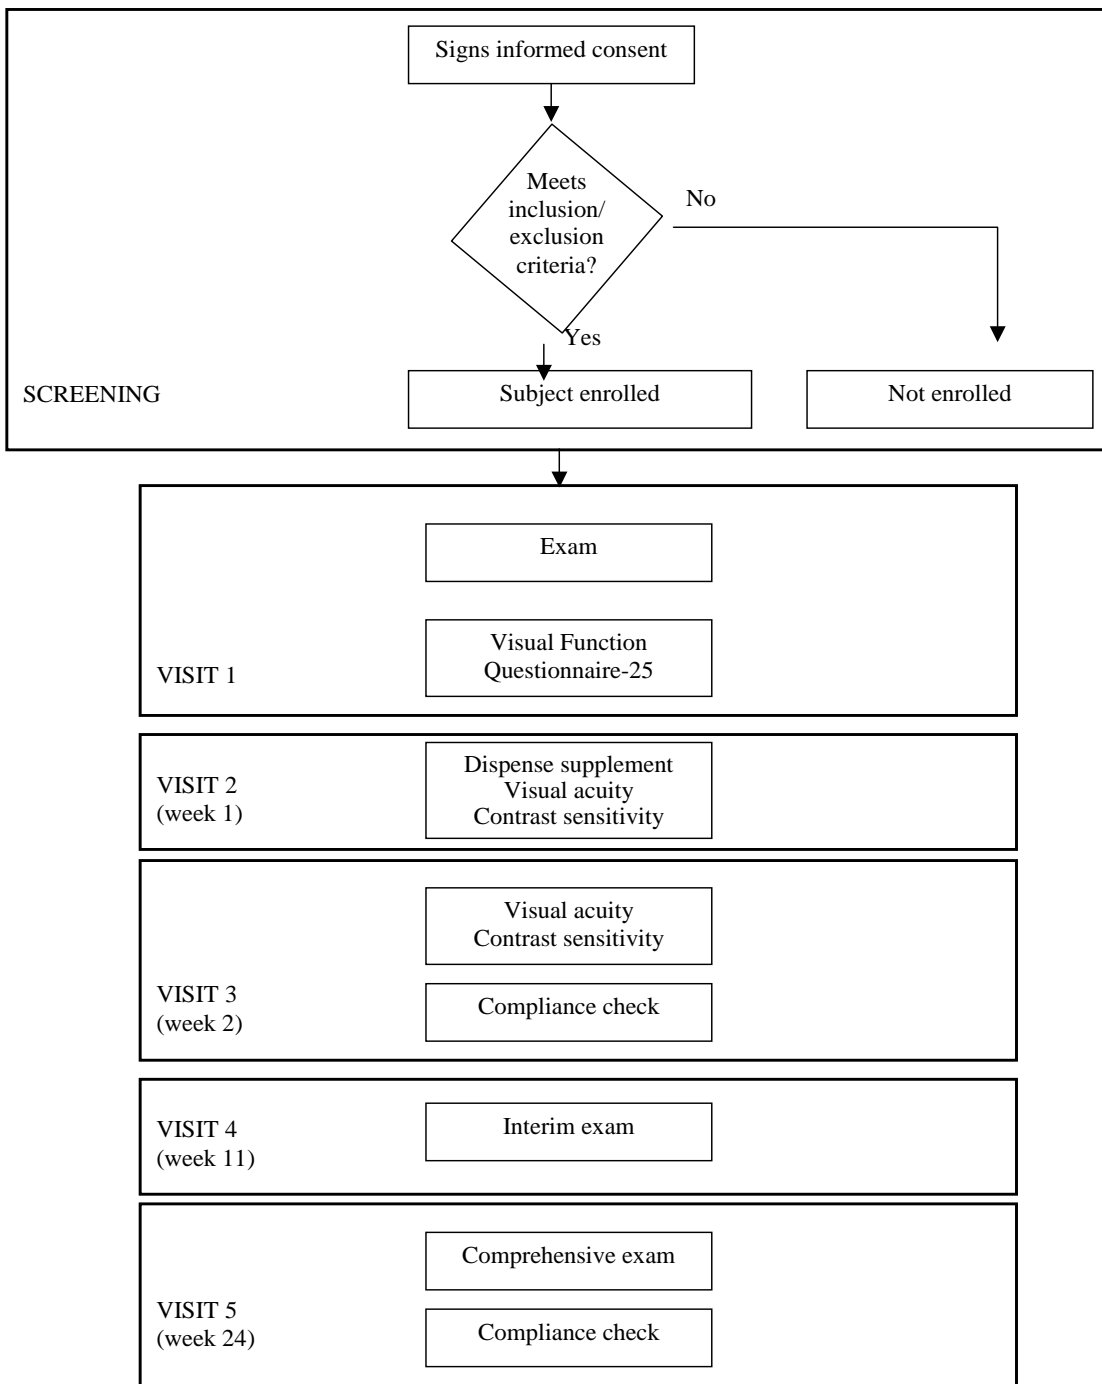 Signs informed consent
Meets
inclusion/
exclusion
criteria?
No
Yes
SCREENING
Subject enrolled
Not enrolled
Exam
Visual Function
Questionnaire-25
VISIT 1
Dispense supplement
Visual acuity
Contrast sensitivity
VISIT 2
(week 1)
Visual acuity
Contrast sensitivity
VISIT 3
(week 2)
Compliance check
VISIT 4
(week 11)
Interim exam
Comprehensive exam
VISIT 5
(week 24)
Compliance check